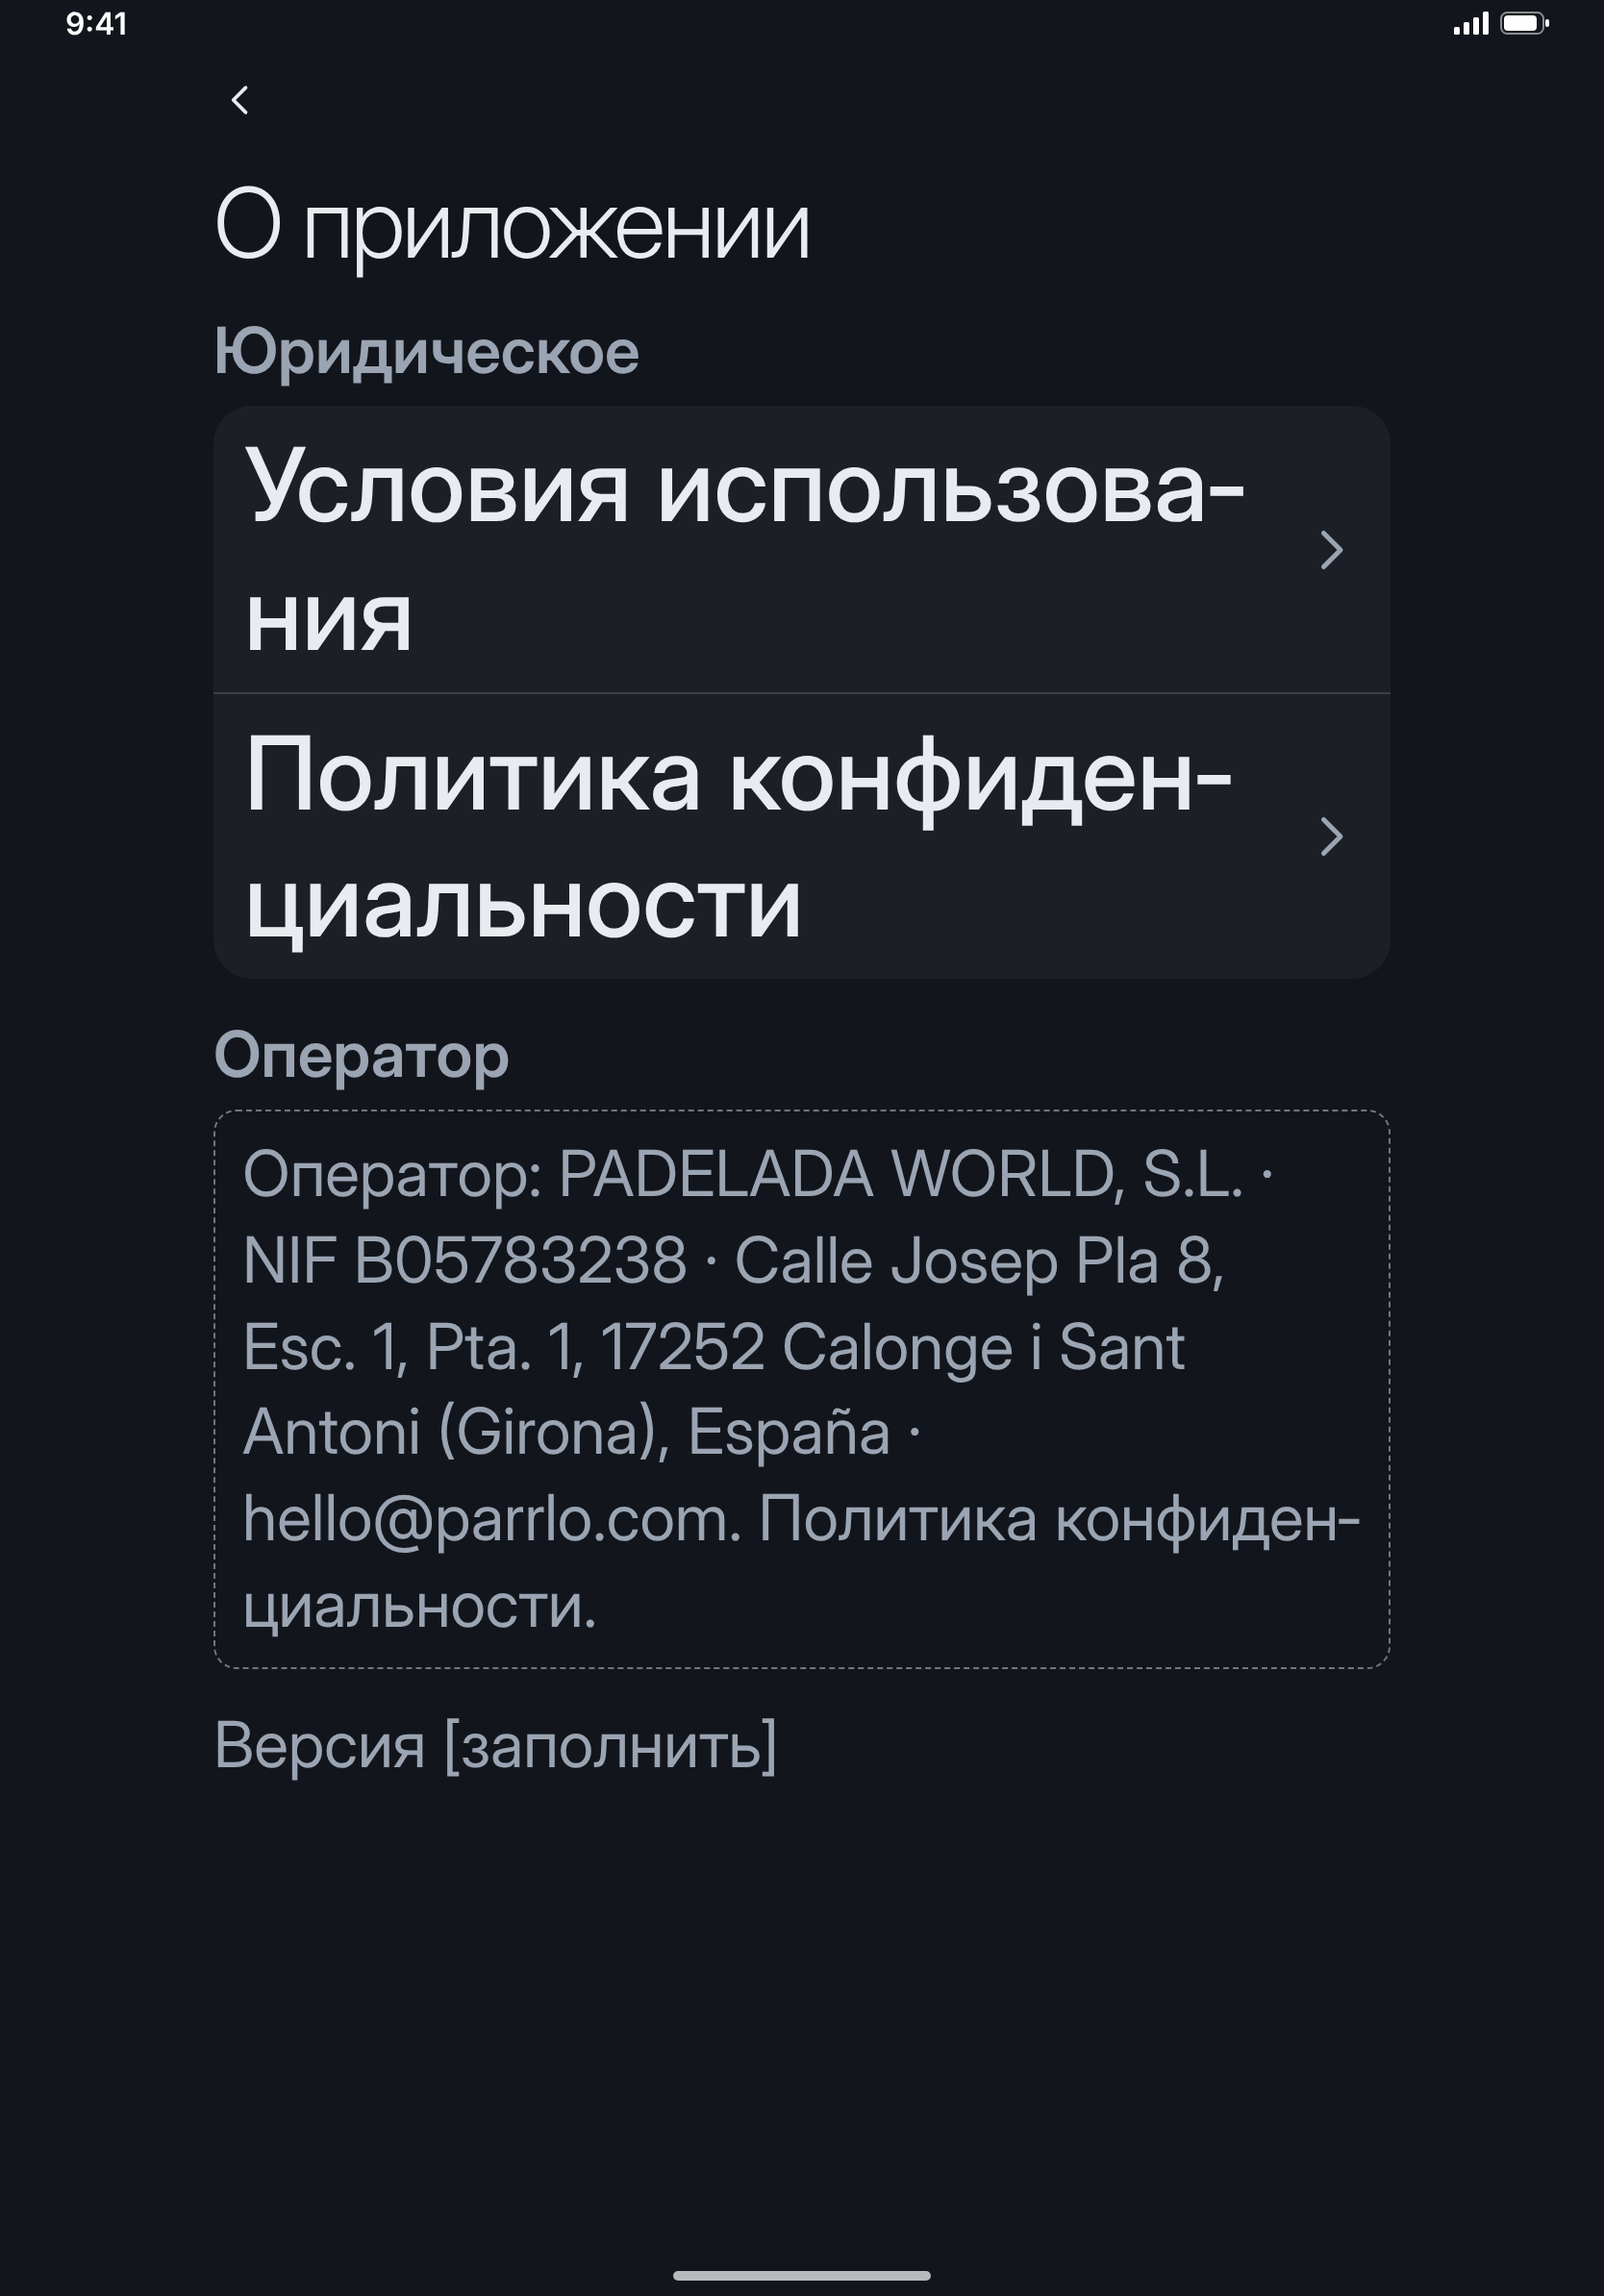 9:41
О приложении
Юридическое
Условия использова-
ния
Политика конфиден-
циальности
Оператор
Оператор: PADELADA WORLD, S.L. ·
NIF B05783238 · Calle Josep Pla 8,
Esc. 1, Pta. 1, 17252 Calonge i Sant
Antoni (Girona), España ·
hello@parrlo.com. Политика конфиден-
циальности.
Версия [заполнить]